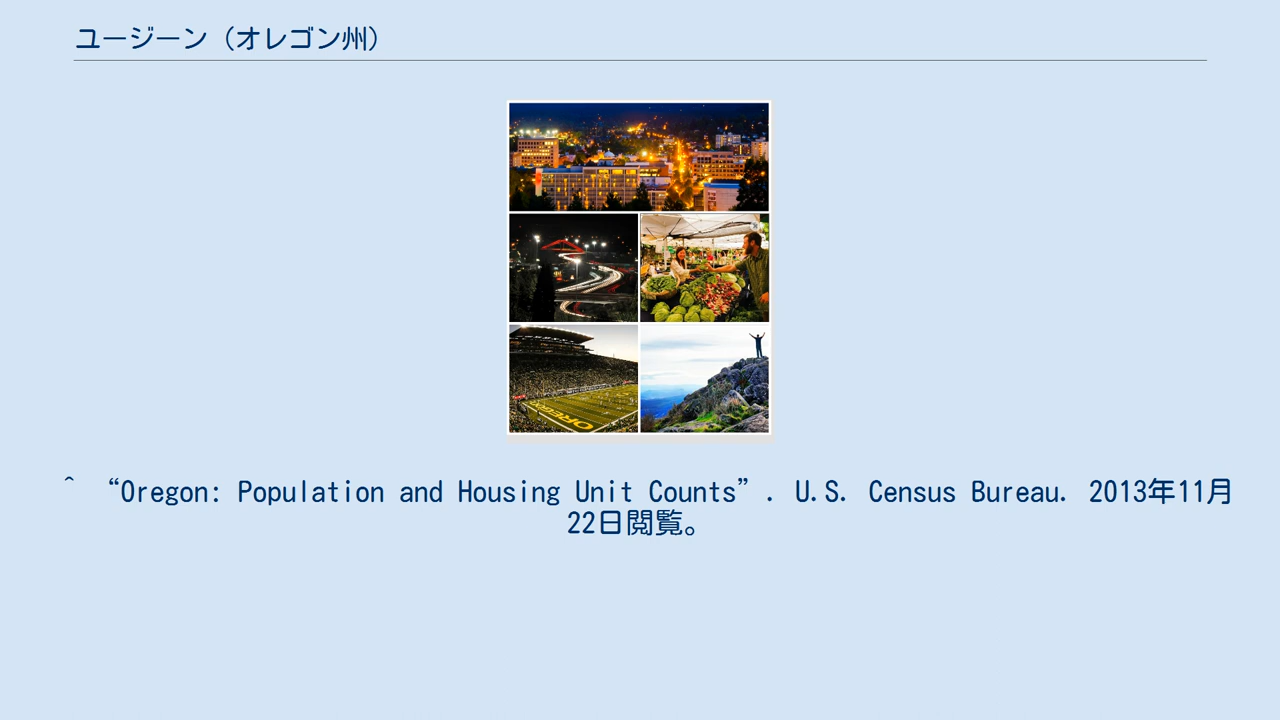 ユージーン（オレゴン州）
OREGON
^ “Oregon: Population and Housing Unit Counts”. U.S. Census Bureau. 2013年11月
22日閲覧。